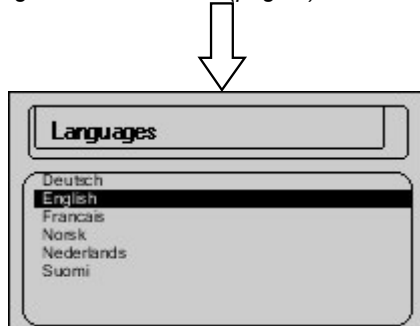 Languages
Deutsch
English
Francais
Norsk
Nederlands
Suomi